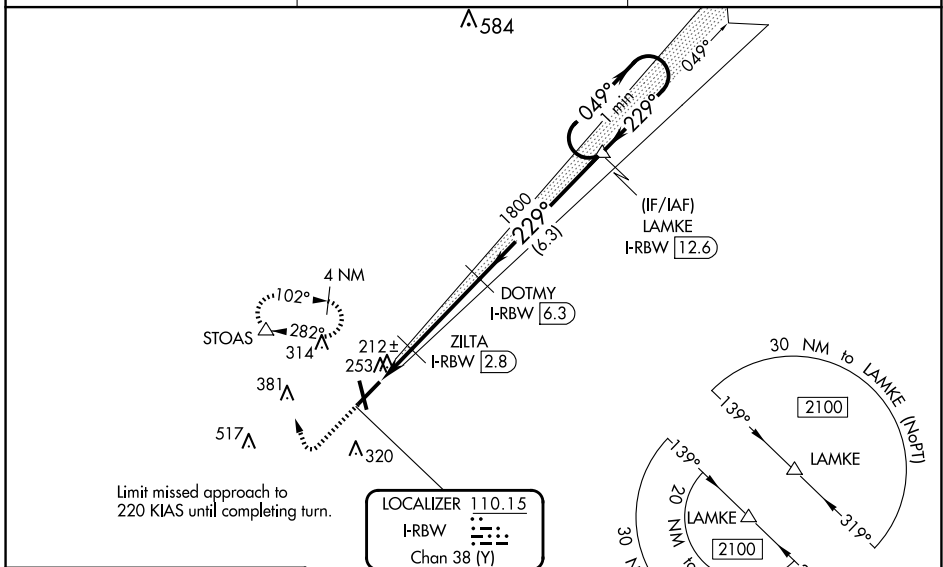 584
049°
049°
1 min
229°
1800
229°
(6.3)
(IF/IAF)
LAMKE
I-RBW 12.6
4 NM
102°
DOTMY
I-RBW 6.3
STOAS
282°
314
212±
253
ZILTA
I-RBW 2.8
30 NM to LAMKE (NoPT)
381
139°
2100
517
320
139°
LAMKE
319°
Limit missed approach to
220 KIAS until completing turn.
LOCALIZER 110.15
I-RBW
Chan 38 (Y)
20 NM to
LAMKE
2100
30